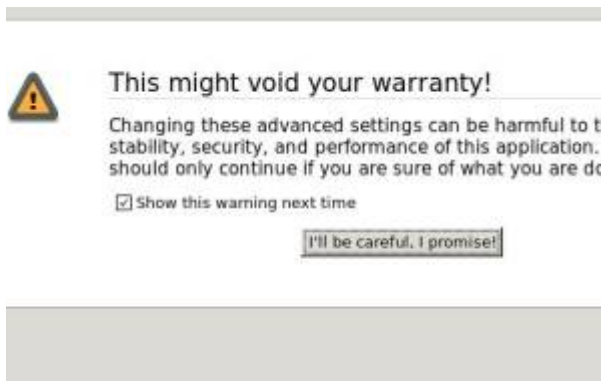 This might void your warranty!
Changing these advanced settings can be harmful to t
stability, security, and performance of this application.
should only continue if you are sure of what you are do
Show this warning next time
I'll be careful, I promise!